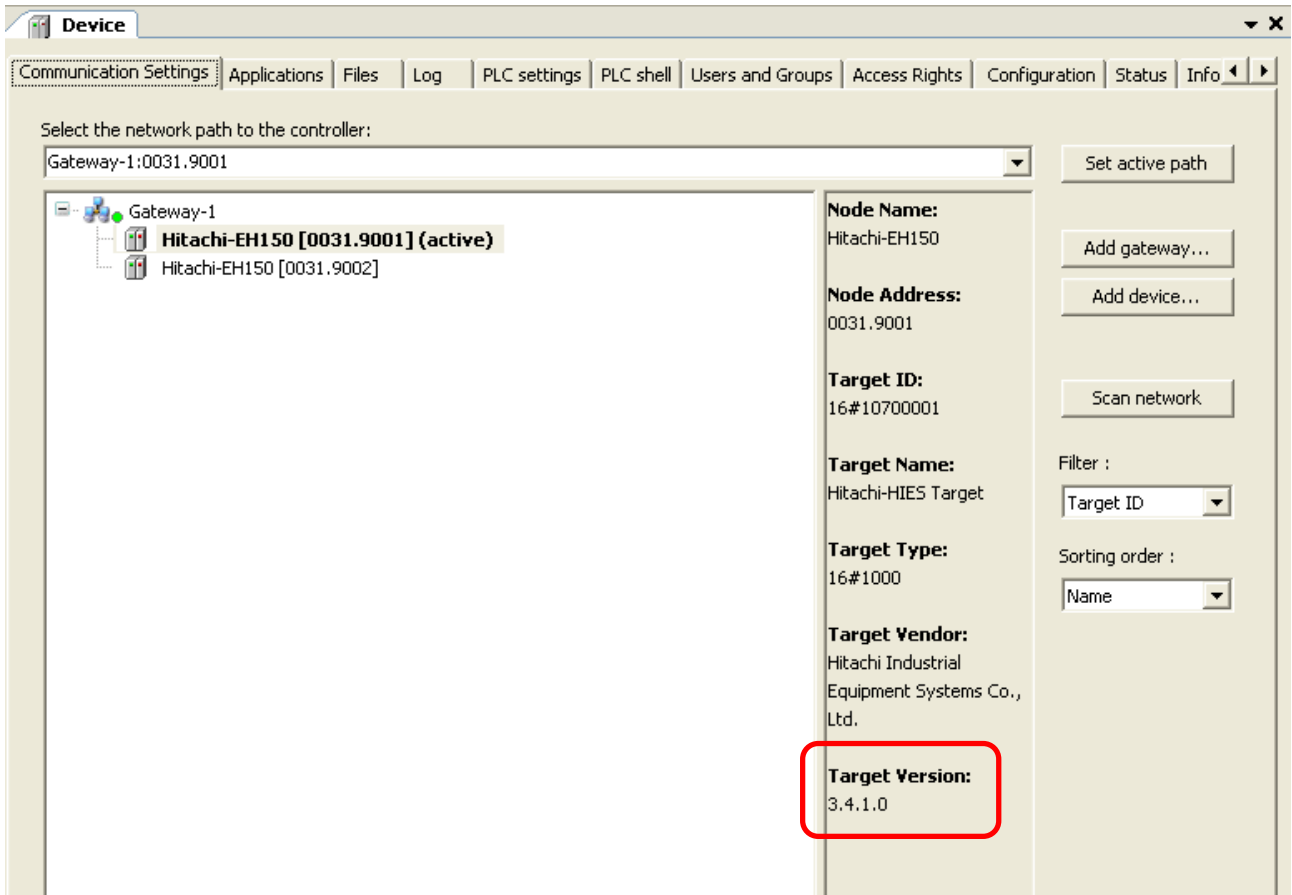 Device
Communication Settings Applications Files Log PLC settings PLC shell Users and Groups Access Rights Configuration Status Info
Select the network path to the controller:
Gateway-1:0031.9001
Set active path
Gateway-1
Hitachi-EH150 [0031.9001] (active)
Hitachi-EH150 [0031.9002]
Node Name:
Hitachi-EH150
Node Address:
0031.9001
Target ID:
16#10700001
Target Name:
Hitachi-HIES Target
Target Type:
16#1000
Target Vendor:
Hitachi Industrial
Equipment Systems Co.,
Ltd.
Target Version:
3.4.1.0
Add gateway...
Add device...
Scan network
Filter :
Target ID
Sorting order :
Name